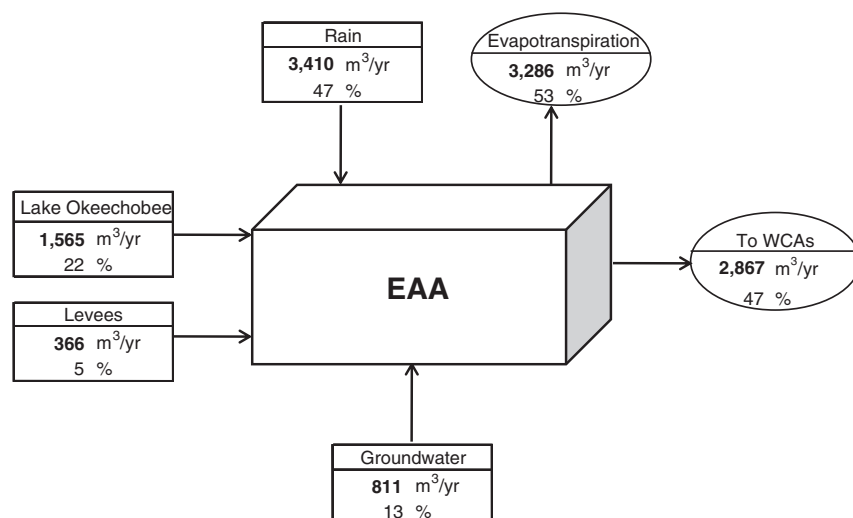 Rain
3,410 m³/yr
47 %
Evapotranspiration
3,286 m³/yr
53 %
Lake Okeechobee
1,565 m³/yr
22 %
To WCAs
2,867 m³/yr
47 %
EAA
Levees
366 m³/yr
5 %
Groundwater
811 m³/yr
13 %